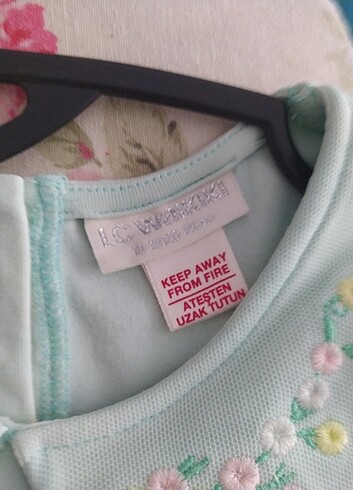 LC Waikiki
KEEP AWAY
FROM FIRE
ATEŞTEN
UZAK TUTUN